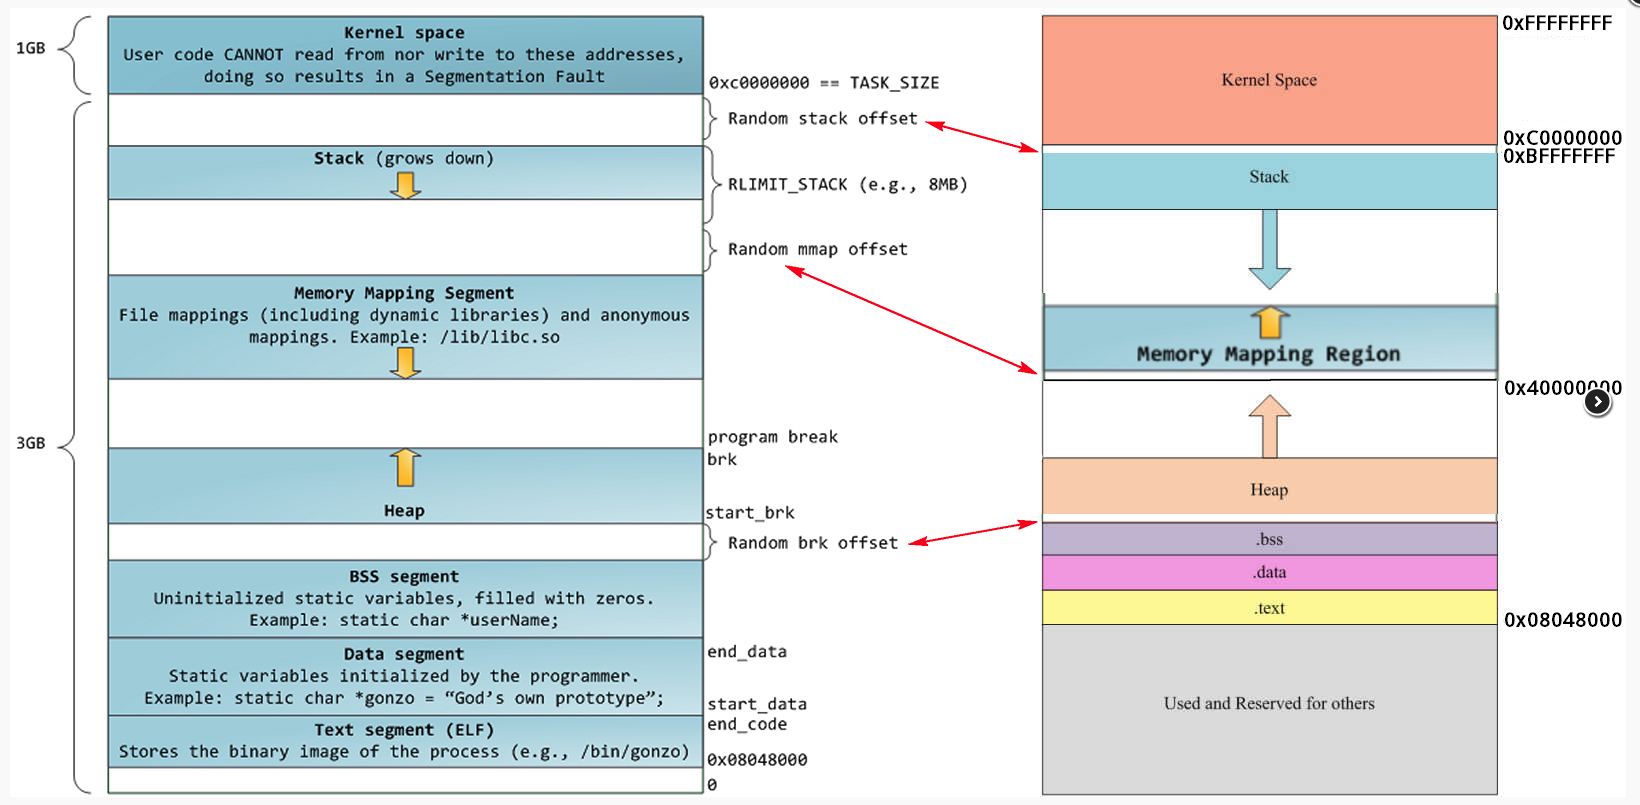 1GB
Kernel space
User code CANNOT read from nor write to these addresses,
doing so results in a Segmentation Fault
0xc0000000 == TASK_SIZE
Random stack offset
Stack (grows down)
RLIMIT_STACK (e.g., 8MB)
Random mmap offset
Memory Mapping Segment
File mappings (including dynamic libraries) and anonymous
mappings. Example: /lib/libc.so
3GB
program break
brk
start_brk
Heap
Random brk offset
BSS segment
Uninitialized static variables, filled with zeros.
Example: static char *userName;
end_data
Data segment
Static variables initialized by the programmer.
Example: static char *gonzo = “God’s own prototype”;
start_data
end_code
Text segment (ELF)
Stores the binary image of the process (e.g., /bin/gonzo)
0x08048000
0
0xFFFFFFFF
Kernel Space
0xC0000000
0xBFFFFFFF
Stack
Memory Mapping Region
0x40000000
Heap
.bss
.data
.text
0x08048000
Used and Reserved for others